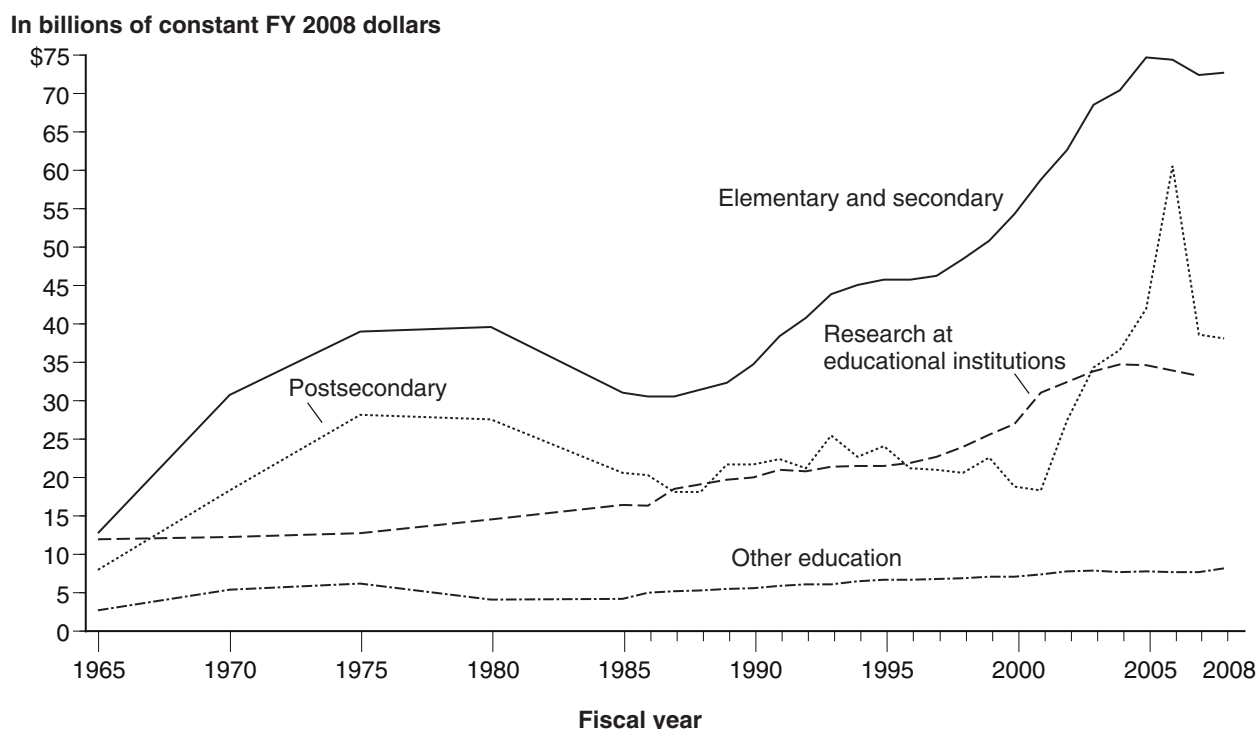 In billions of constant FY 2008 dollars
$75
70
65
60
55
50
45
40
35
30
25
20
15
10
5
0
Elementary and secondary
Research at
educational institutions
Postsecondary
Other education
1965 1970 1975 1980 1985 1990 1995 2000 2005 2008
Fiscal year